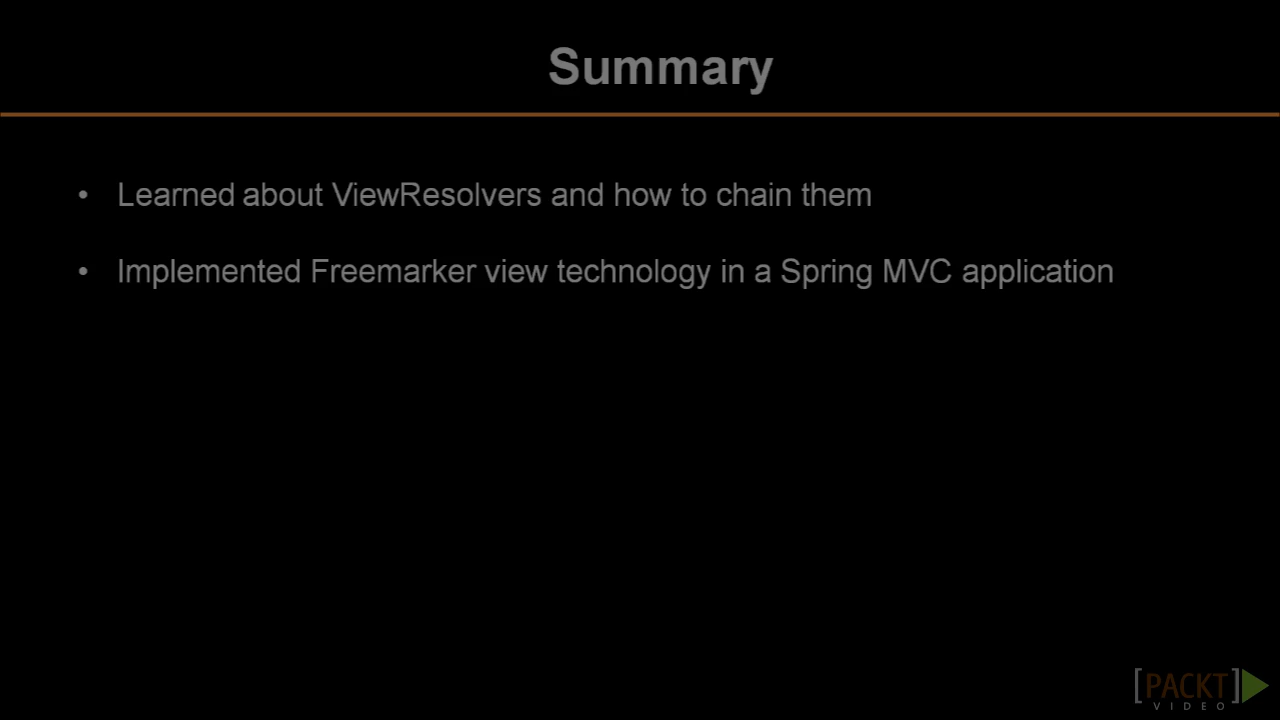 Summary
• Learned about ViewResolvers and how to chain them
• Implemented Freemarker view technology in a Spring MVC application
[PACKT]
VIDEO